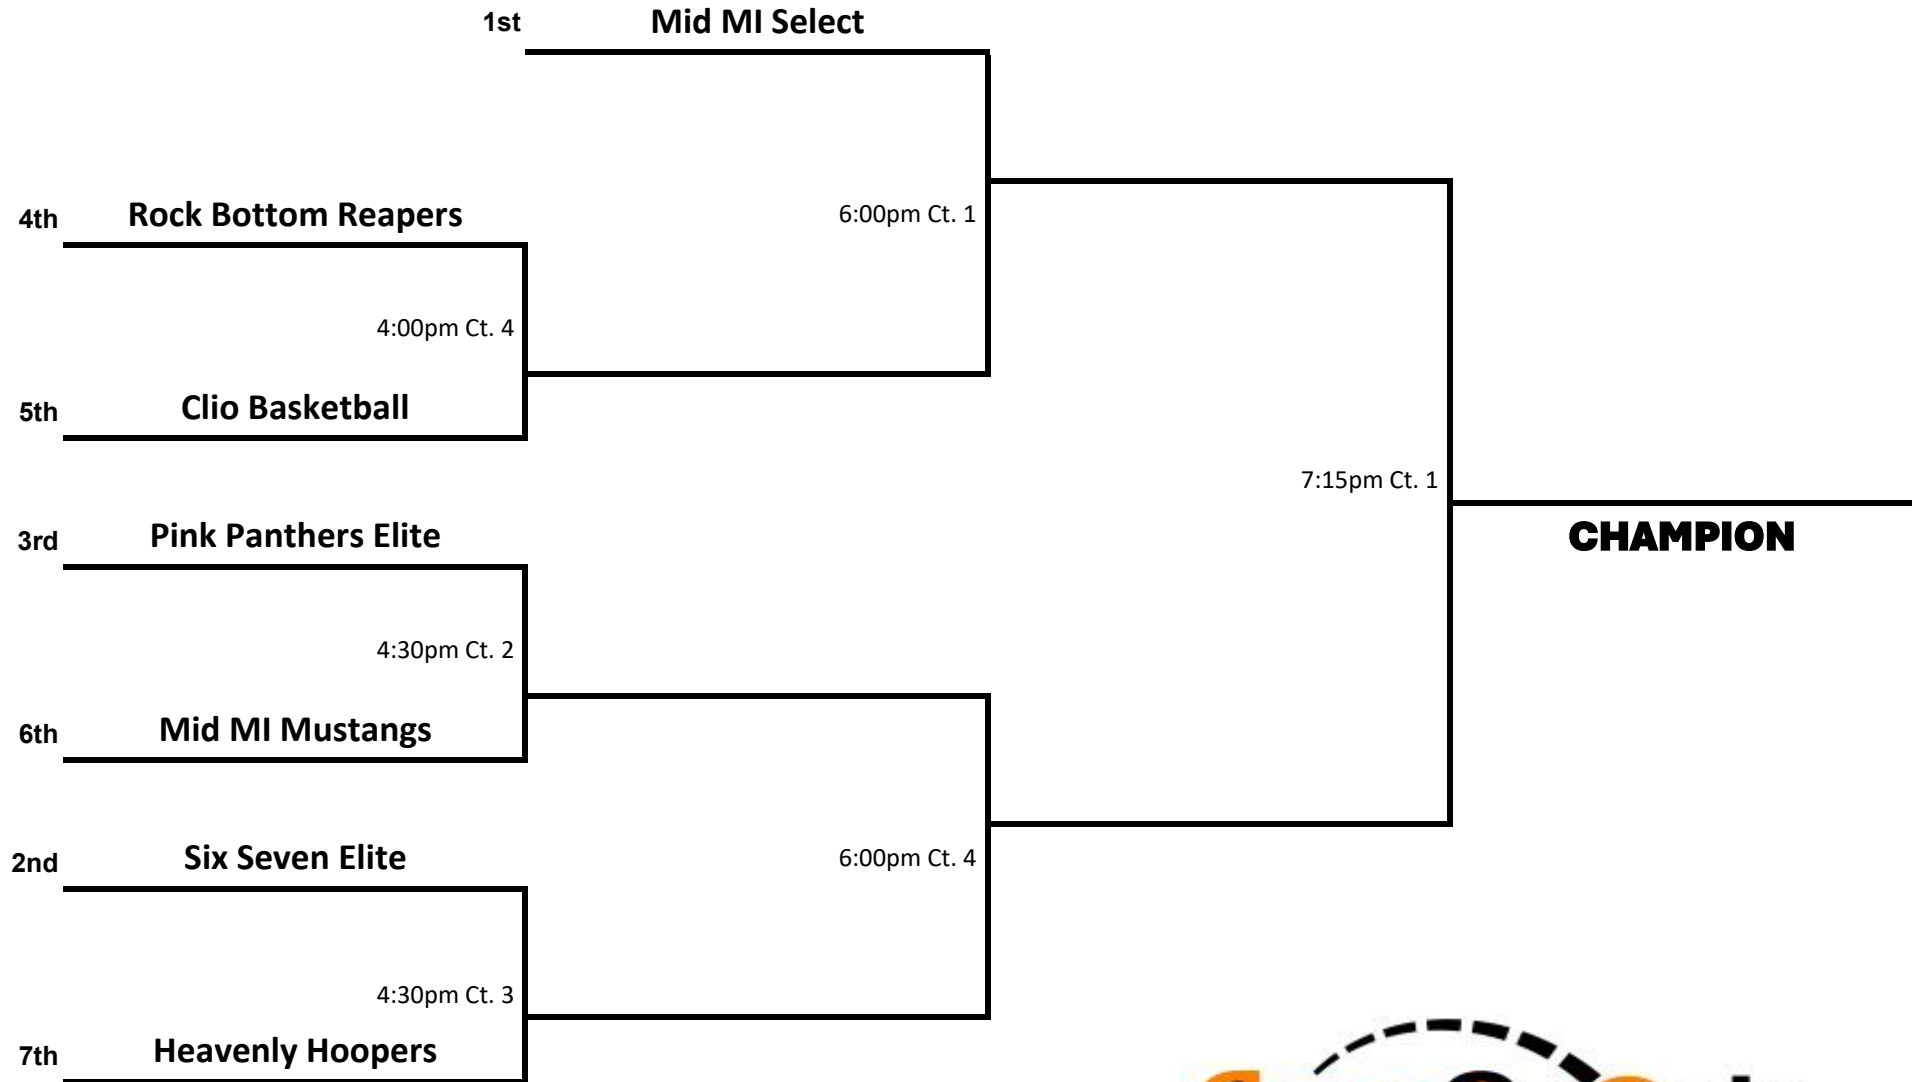 1st Mid MI Select
4th Rock Bottom Reapers
6:00pm Ct. 1
4:00pm Ct. 4
5th Clio Basketball
7:15pm Ct. 1
3rd Pink Panthers Elite
CHAMPION
4:30pm Ct. 2
6th Mid MI Mustangs
2nd Six Seven Elite
6:00pm Ct. 4
4:30pm Ct. 3
7th Heavenly Hoopers